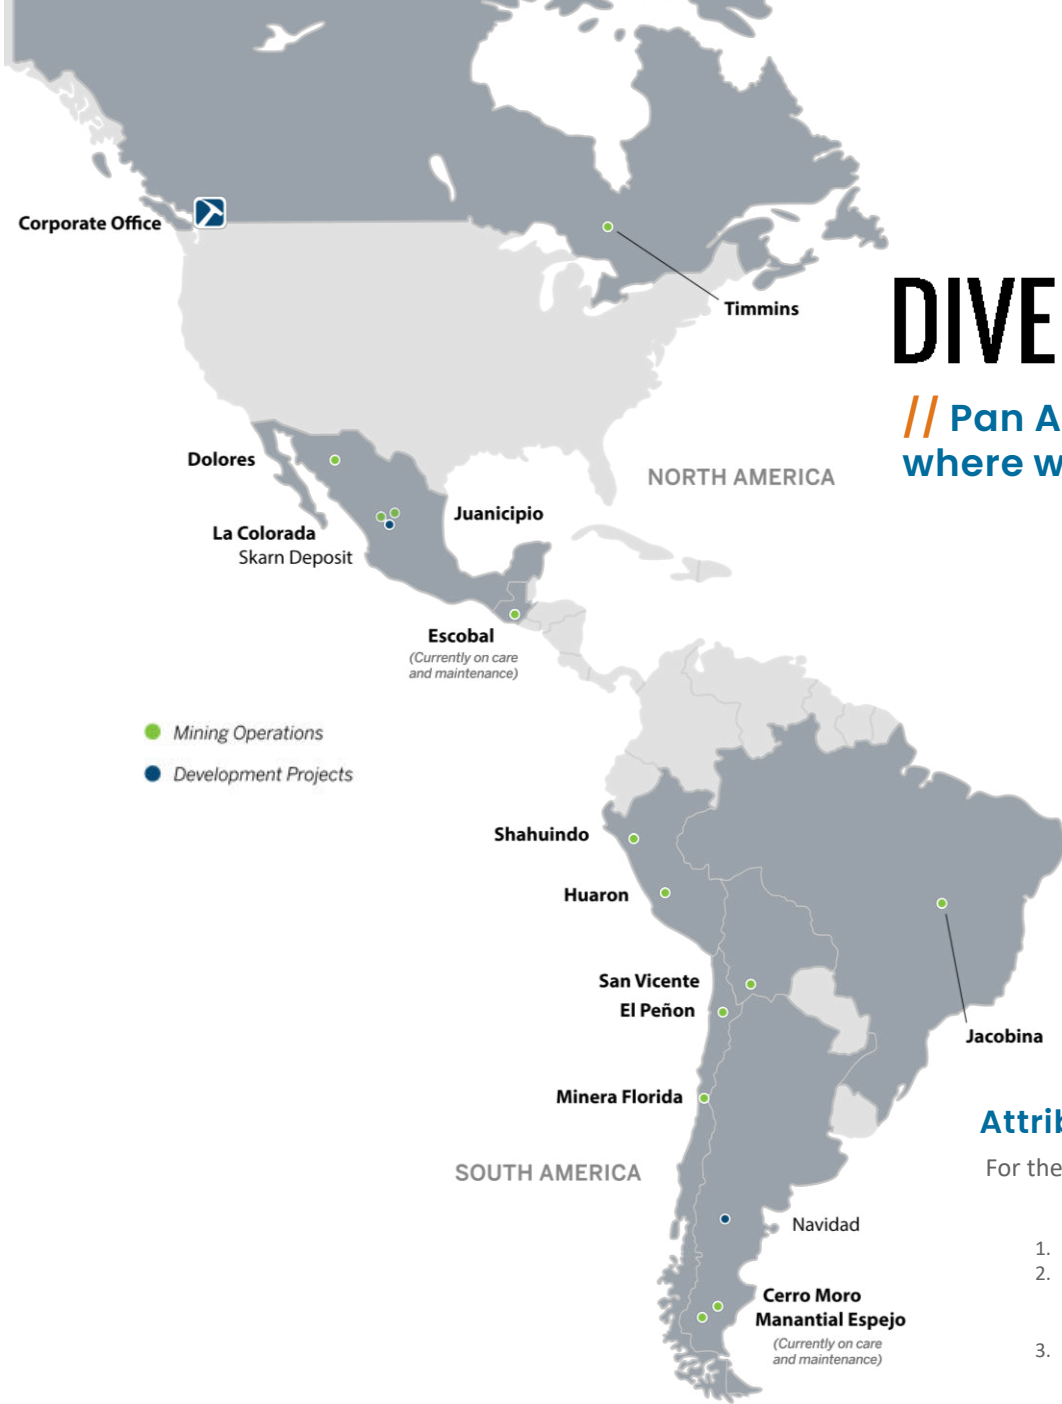 Corporate Office
Timmins
DIVE
// Pan A
where w
Dolores
NORTH AMERICA
Juanicipio
La Colorada
Skarn Deposit
Escobal
(Currently on care
and maintenance)
Mining Operations
Development Projects
Shahuindo
Huaron
San Vicente
El Peñon
Jacobina
Minera Florida
Attrib
For the
SOUTH AMERICA
Navidad
1.
2.
Cerro Moro
Manantial Espejo
(Currently on care
and maintenance)
3.